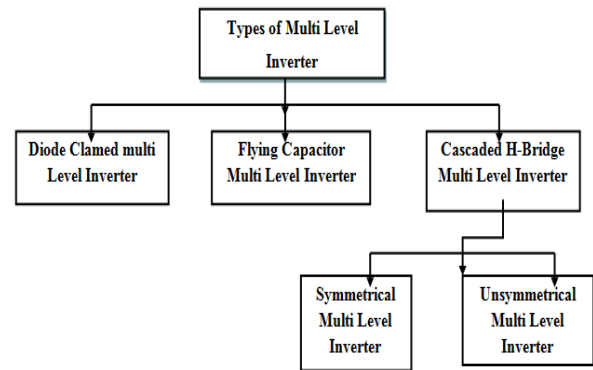 Types of Multi Level
Inverter
Diode Clamed multi
Level Inverter
Flying Capacitor
Multi Level Inverter
Cascaded H-Bridge
Multi Level Inverter
Symmetrical
Multi Level
Inverter
Unsymmetrical
Multi Level
Inverter